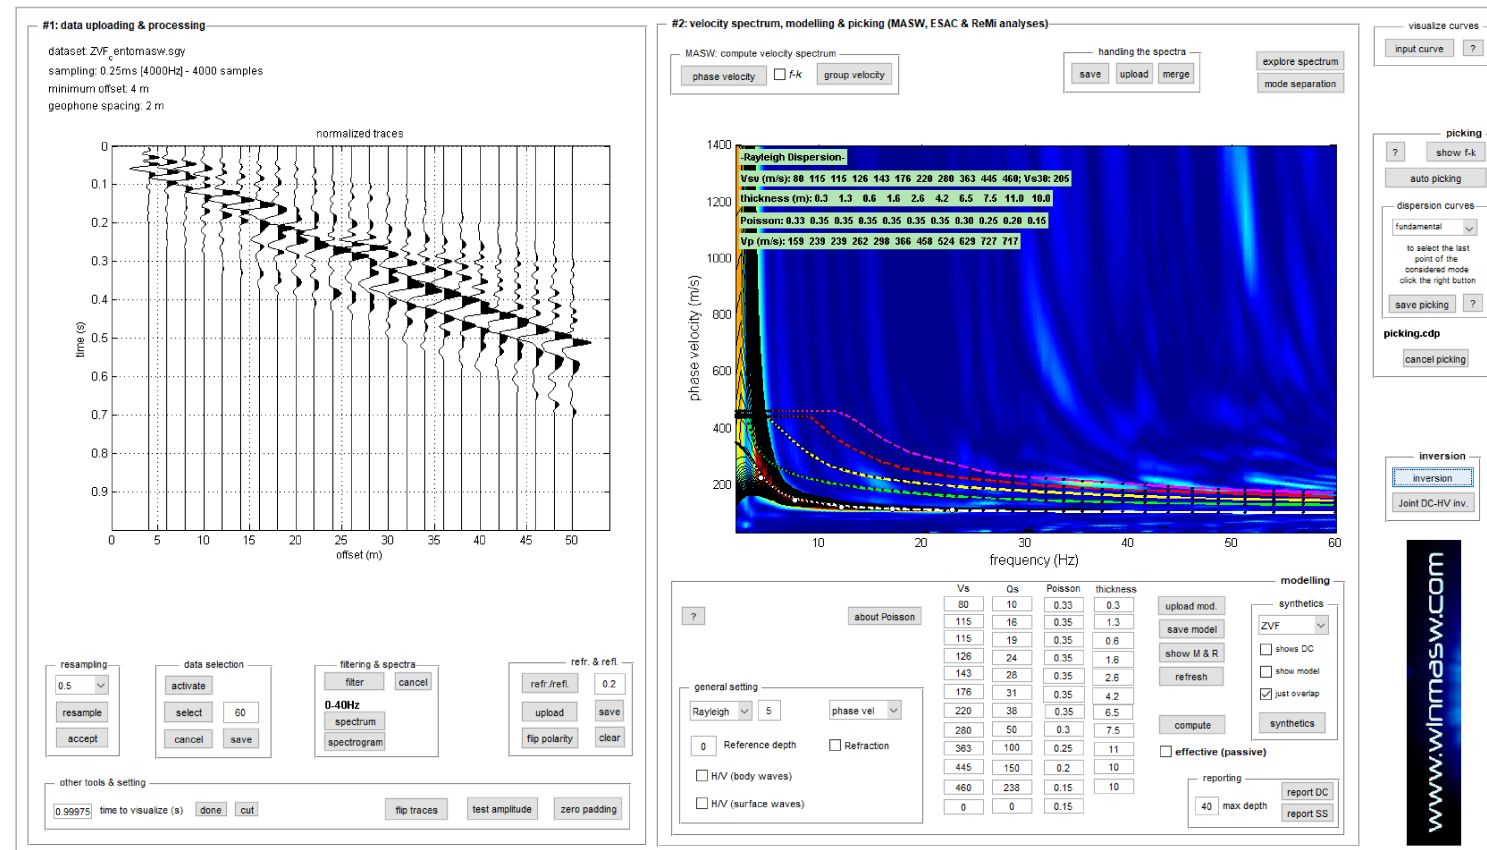 #1: data uploading & processing
dataset: ZVF_entomasw.sgy
sampling: 0.25ms [4000Hz] - 4000 samples
minimum offset: 4 m
geophone spacing: 2 m
normalized traces
0
0.1
0.2
0.3
0.4
0.5
0.6
0.7
0.8
0.9
time (s)
0 5 10 15 20 25 30 35 40 45 50
offset (m)
resampling
0.5
resample
accept
data selection
activate
select 60
cancel save
filtering & spectra
filter cancel
0-40Hz
spectrum
spectrogram
refr. & refl.
refr./refl. 0.2
upload save
flip polarity clear
other tools & setting
0.99975 time to visualize (s) done cut flip traces test amplitude zero padding
#2: velocity spectrum, modelling & picking (MASW, ESAC & ReMi analyses)
MASW: compute velocity spectrum
phase velocity f-k group velocity
handling the spectra
save upload merge
explore spectrum
mode separation
-Rayleigh Dispersion-
Vsv (m/s): 80 115 115 126 143 176 220 280 363 445 460; Vs30: 205
thickness (m): 0.3 1.3 0.6 1.6 2.6 4.2 6.5 7.5 11.0 10.0
Poisson: 0.33 0.35 0.35 0.35 0.35 0.35 0.35 0.30 0.25 0.20 0.15
Vp (m/s): 159 239 239 262 298 366 458 524 629 727 717
1400
1200
1000
800
600
400
200
phase velocity (m/s)
10 20 30 40 50 60
frequency (Hz)
modelling
? about Poisson
general setting
Rayleigh 5 phase vel
0 Reference depth Refraction
H/V (body waves)
H/V (surface waves)
Vs Qs Poisson thickness
80 10 0.33 0.3
115 16 0.35 1.3
115 19 0.35 0.6
126 24 0.35 1.6
143 28 0.35 2.6
176 31 0.35 4.2
220 38 0.35 6.5
280 50 0.3 7.5
363 100 0.25 11
445 150 0.2 10
460 238 0.15 10
0 0 0.15
upload mod.
save model
show M & R
refresh
compute
effective (passive)
synthetics
ZVF
shows DC
show model
just overlap
synthetics
reporting
40 max depth
report DC
report SS
visualize curves
input curve ?
picking
? show f-k
auto picking
dispersion curves
fundamental
to select the last
point of the
considered mode
click the right button
save picking ?
picking.cdp
cancel picking
inversion
inversion
Joint DC-HV inv.
www.winmasw.com